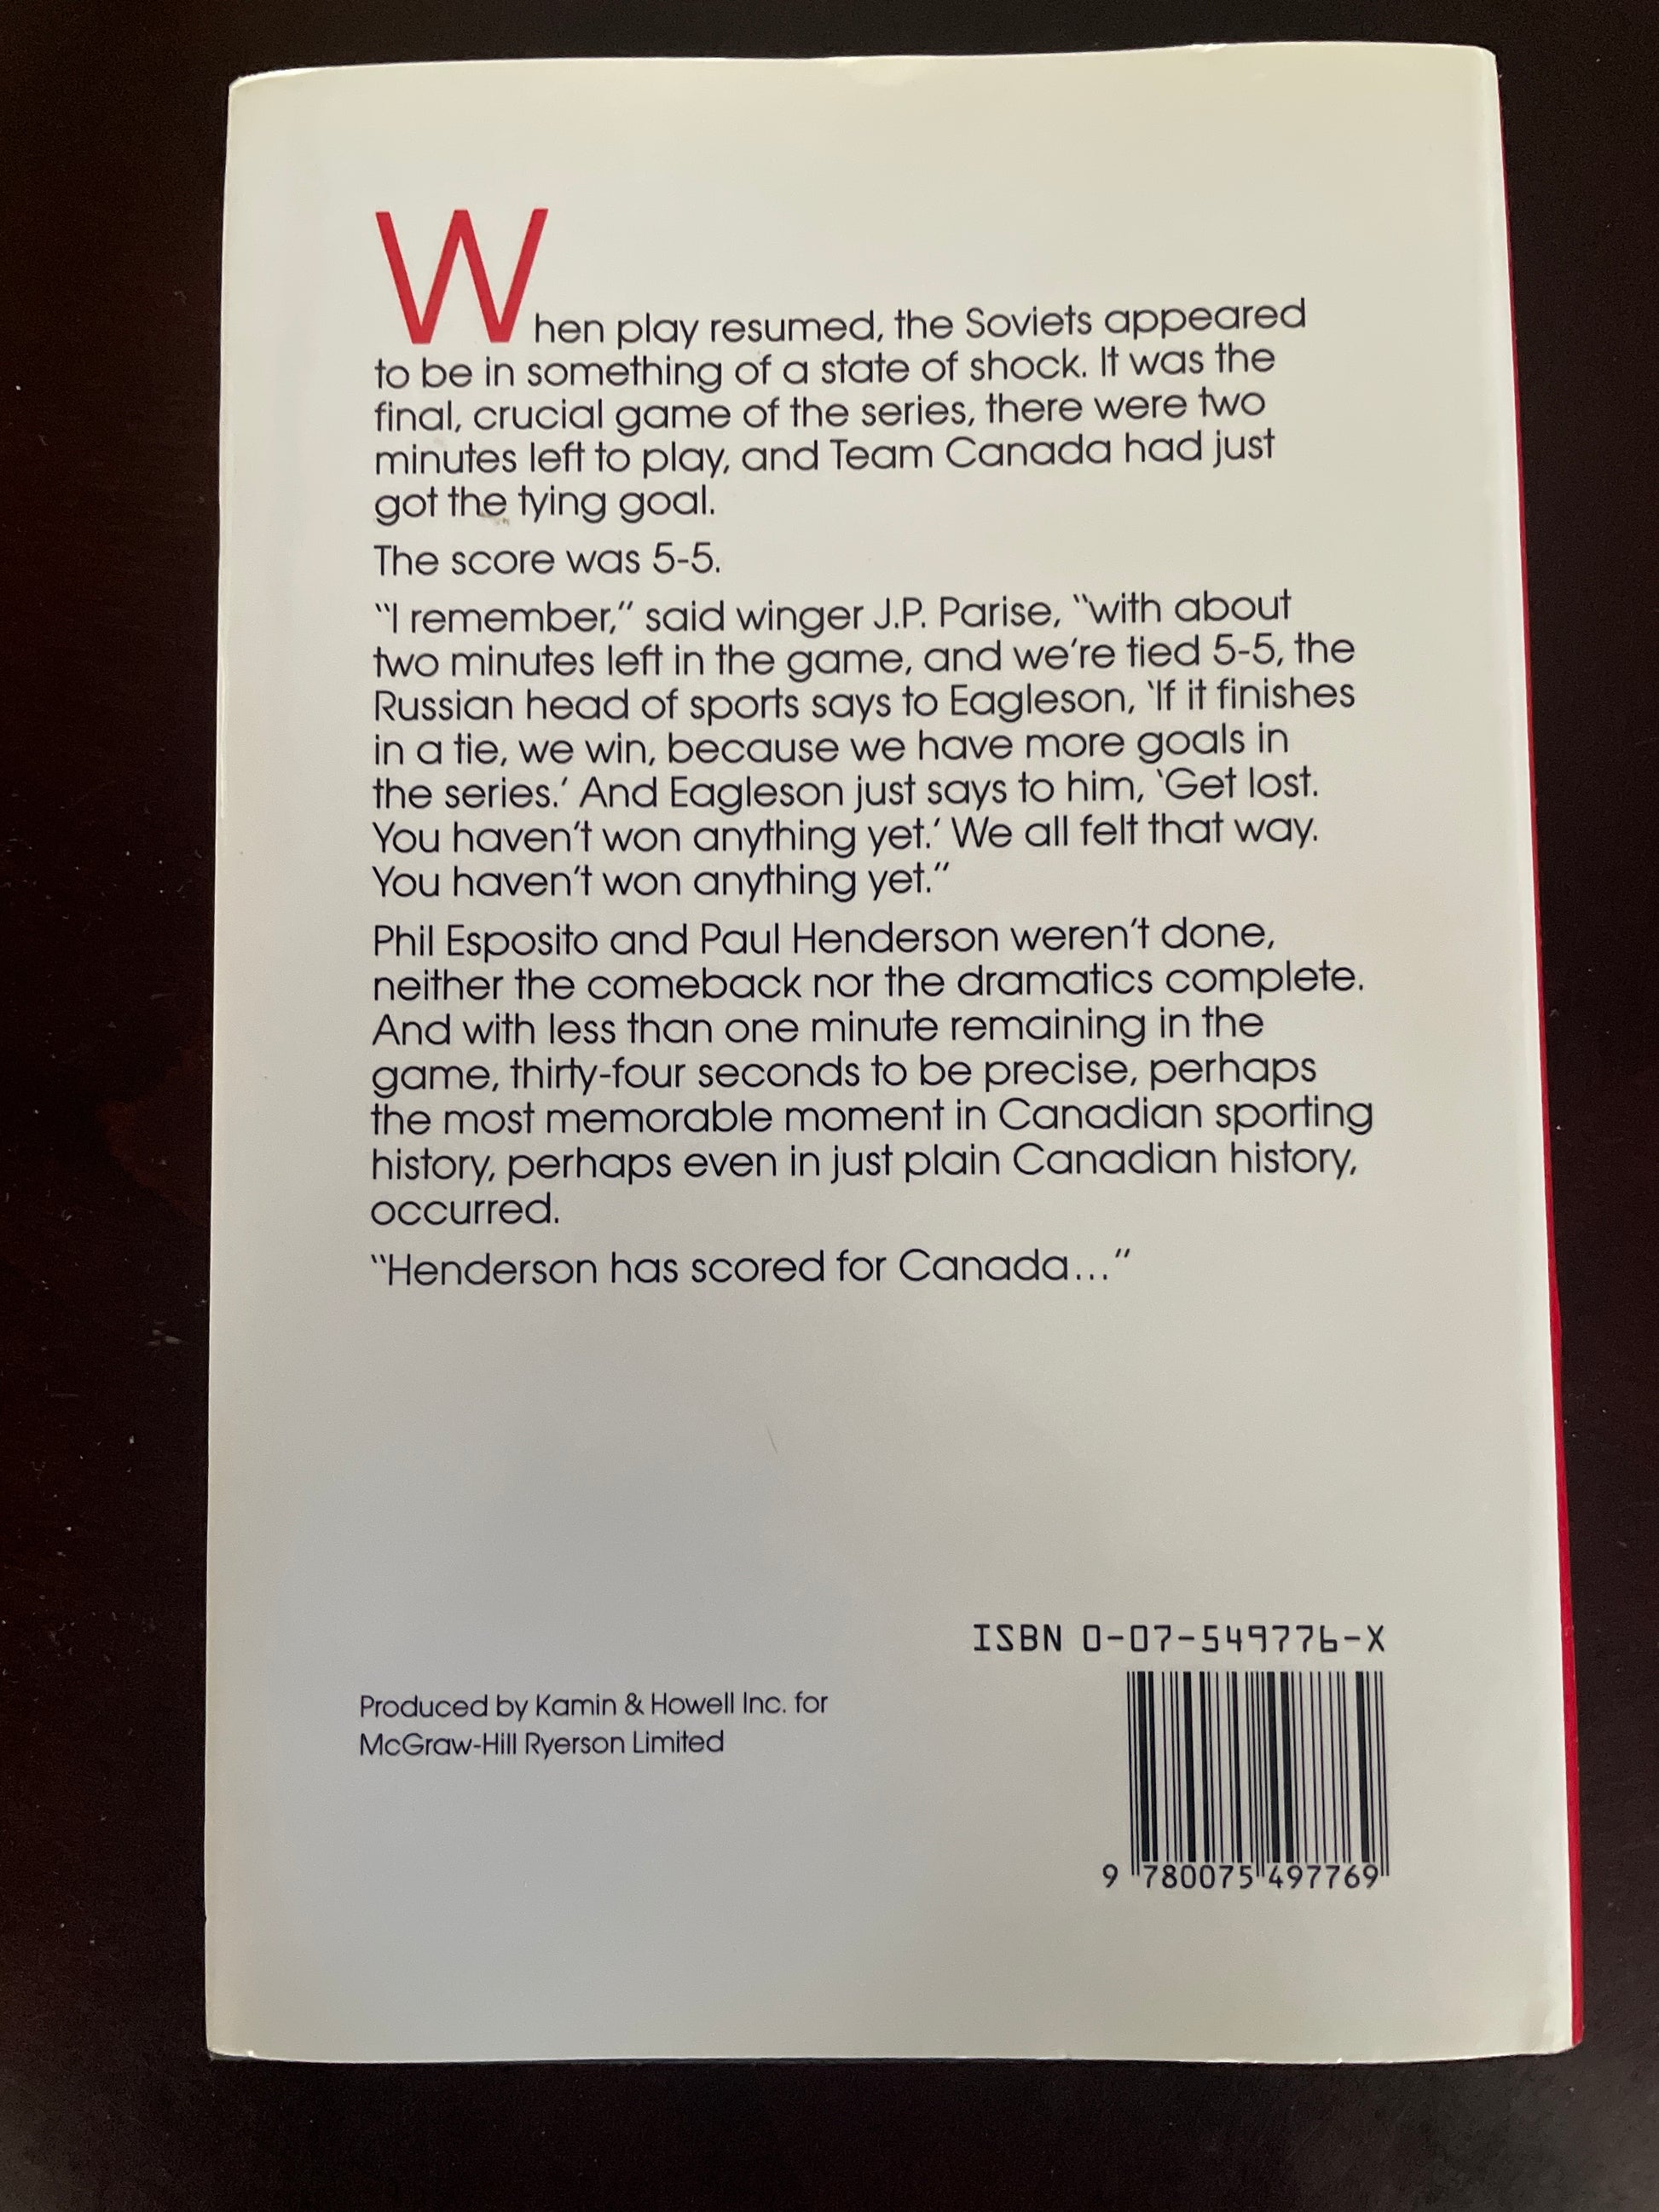 When play resumed, the Soviets appeared
to be in something of a state of shock. It was the
final, crucial game of the series, there were two
minutes left to play, and Team Canada had just
got the tying goal.
The score was 5-5.
"I remember," said winger J.P. Parise, "with about
two minutes left in the game, and we're tied 5-5, the
Russian head of sports says to Eagleson, 'If it finishes
in a tie, we win, because we have more goals in
the series.' And Eagleson just says to him, 'Get lost.
You haven't won anything yet.' We all felt that way.
You haven't won anything yet."
Phil Esposito and Paul Henderson weren't done,
neither the comeback nor the dramatics complete.
And with less than one minute remaining in the
game, thirty-four seconds to be precise, perhaps
the most memorable moment in Canadian sporting
history, perhaps even in just plain Canadian history,
occurred.
"Henderson has scored for Canada..."
ISBN 0-07-549776-X
Produced by Kamin & Howell Inc. for
McGraw-Hill Ryerson Limited
9 780075 497769